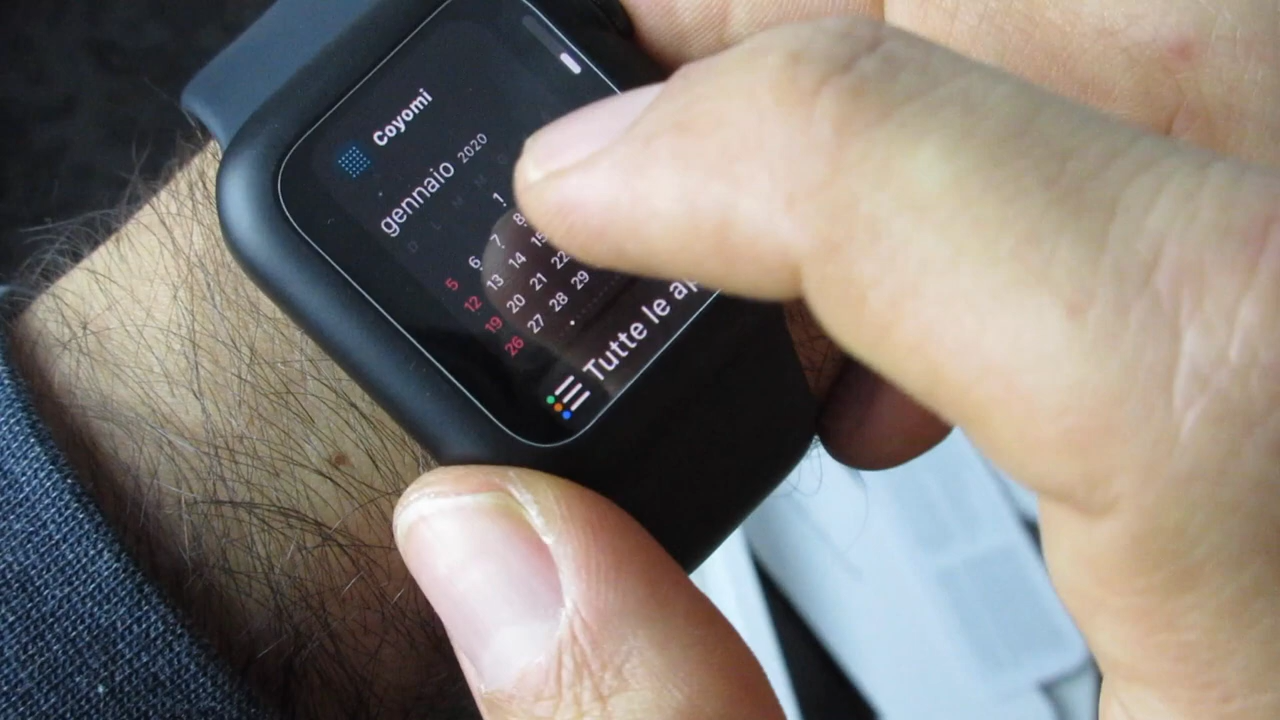 Coyomi
gennaio 2020
D L M M G
1
5 6 7 8
12 13 14 15
19 20 21 22
26 27 28 29
Tutte le ap